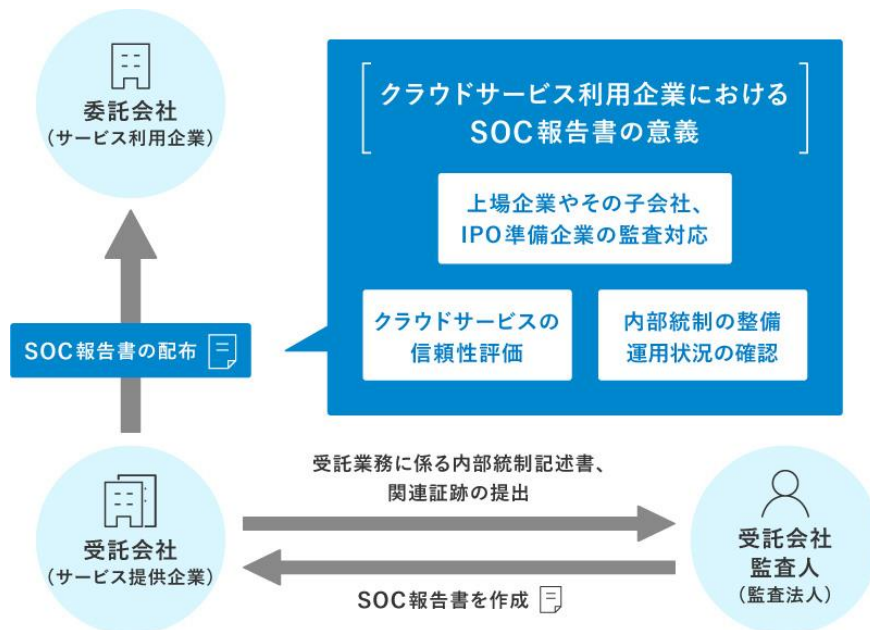 委託会社
（サービス利用企業）
クラウドサービス利用企業における
SOC報告書の意義
上場企業やその子会社、
IPO準備企業の監査対応
クラウドサービスの
信頼性評価
内部統制の整備
運用状況の確認
SOC報告書の配布
受託業務に係る内部統制記述書、
関連証跡の提出
受託会社
（サービス提供企業）
受託会社
監査人
（監査法人）
SOC報告書を作成